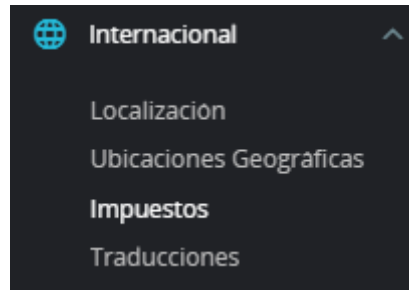 Internacional
Localización
Ubicaciones Geográficas
Impuestos
Traducciones